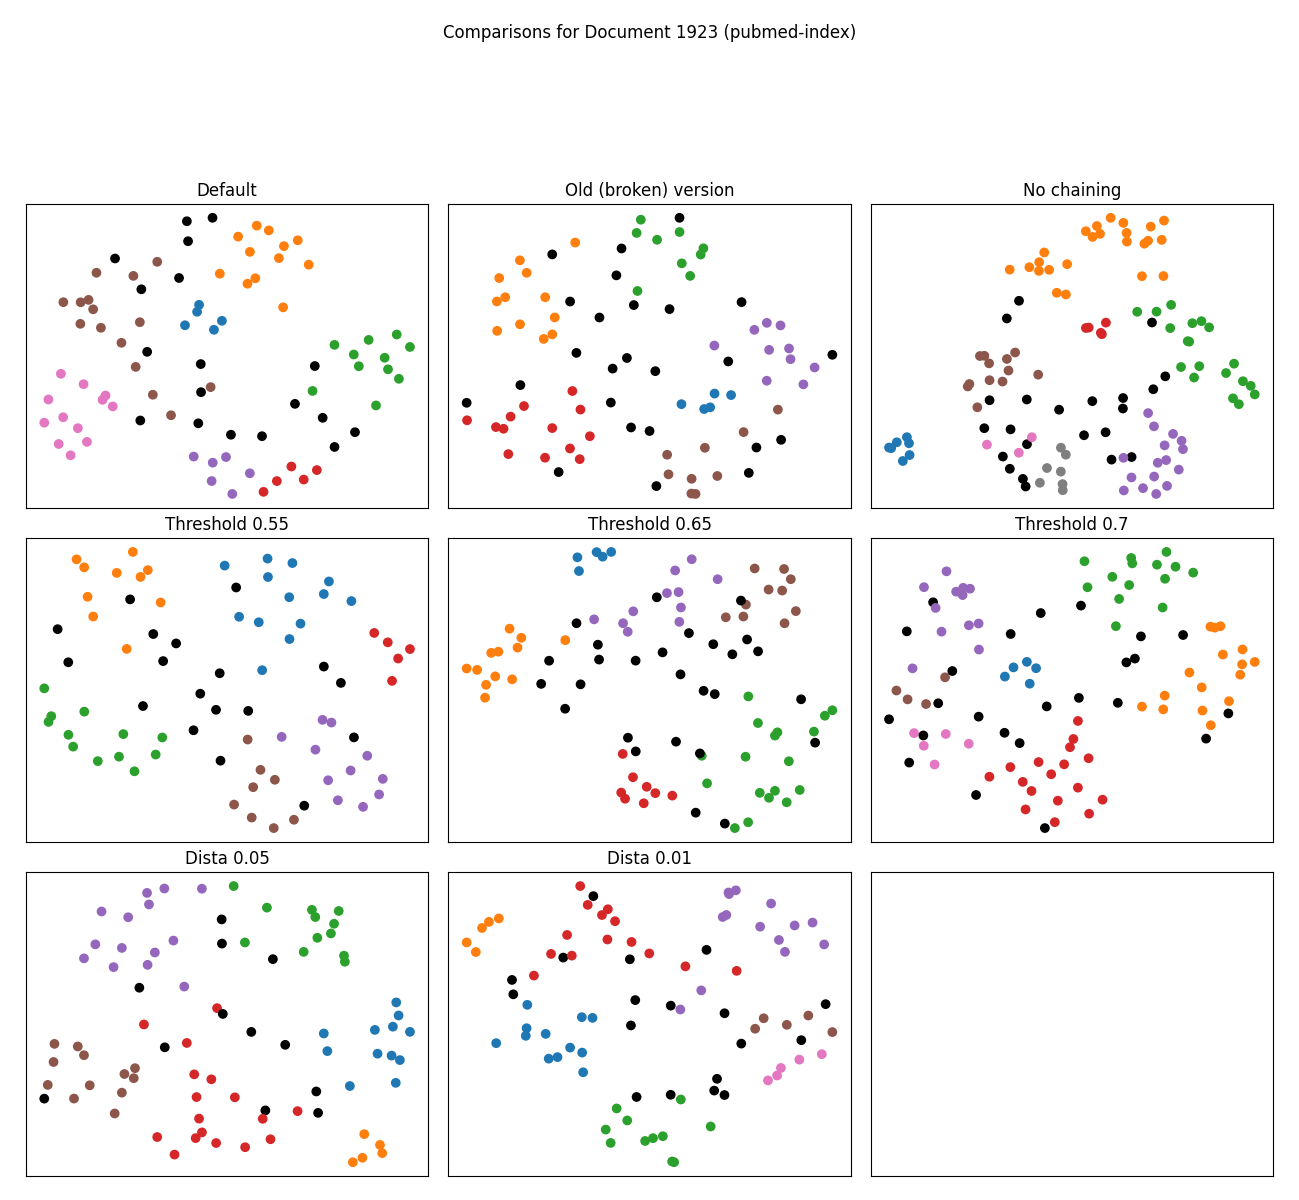 Comparisons for Document 1923 (pubmed-index)
Default
Old (broken) version
No chaining
Threshold 0.55
Threshold 0.65
Threshold 0.7
Dista 0.05
Dista 0.01